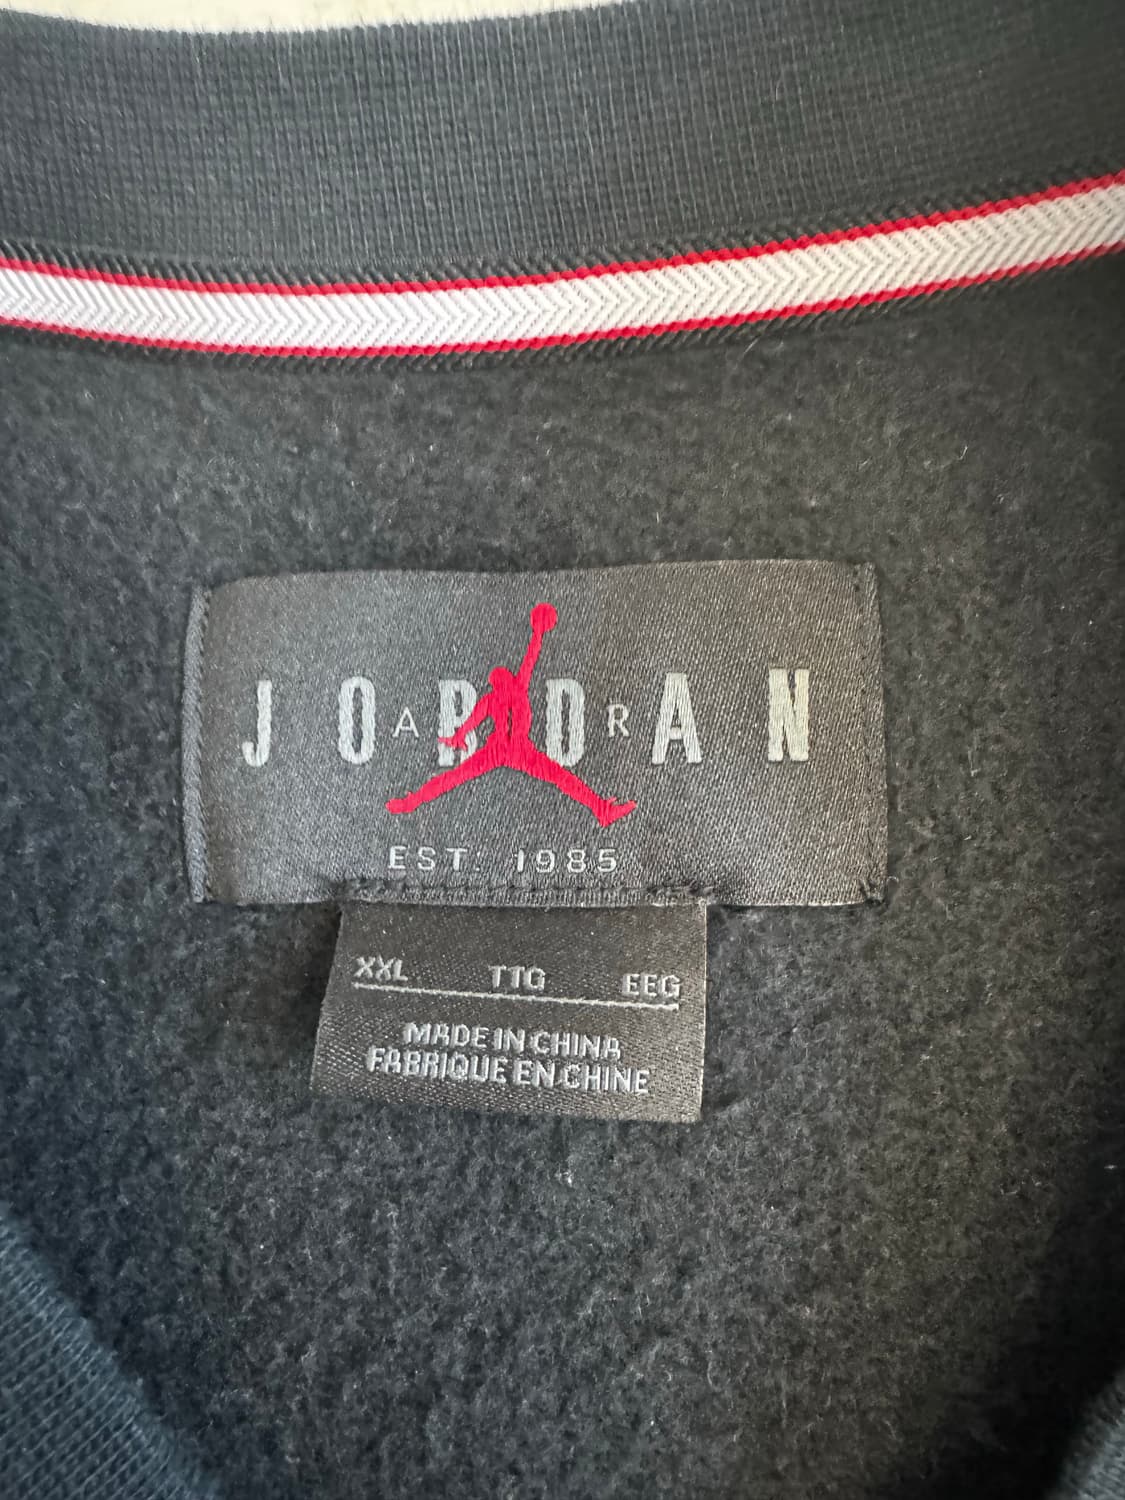 JORDAN
AIR
EST. 1985
XXL TTG EEG
MADE IN CHINA
FABRIQUE EN CHINE